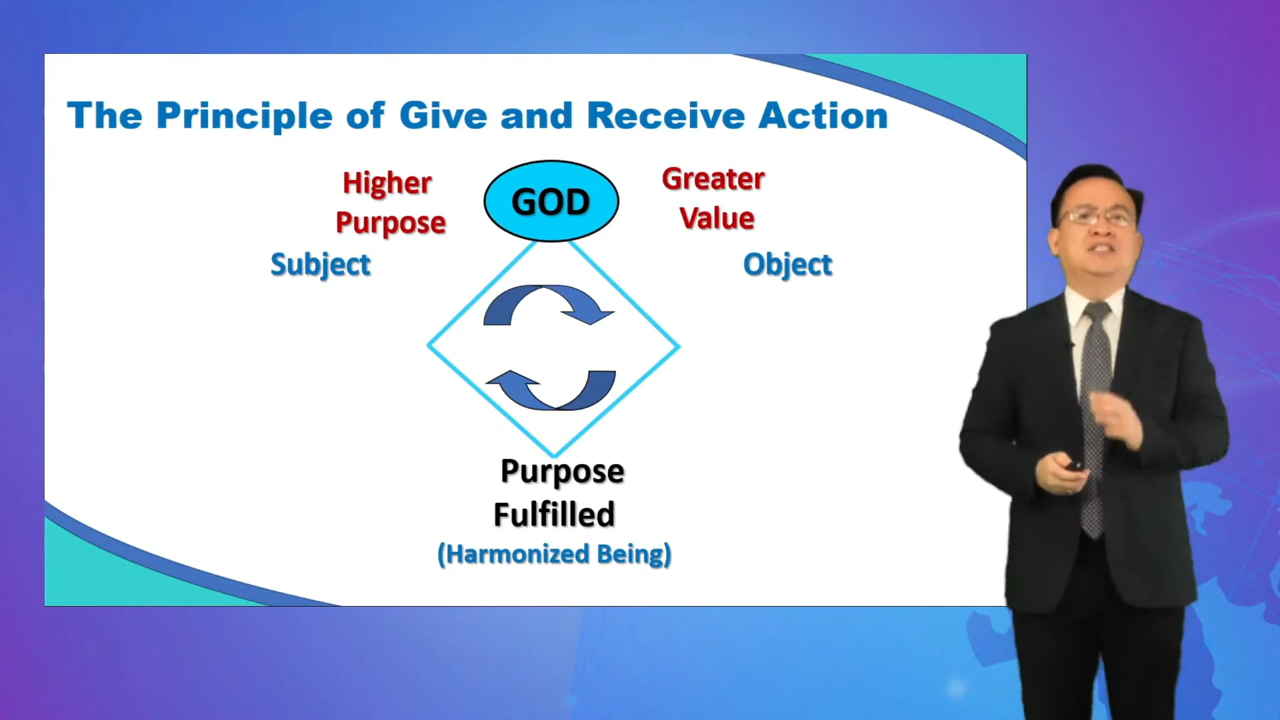 The Principle of Give and Receive Action
Higher
Purpose
GOD
Greater
Value
Subject
Object
Purpose
Fulfilled
(Harmonized Being)